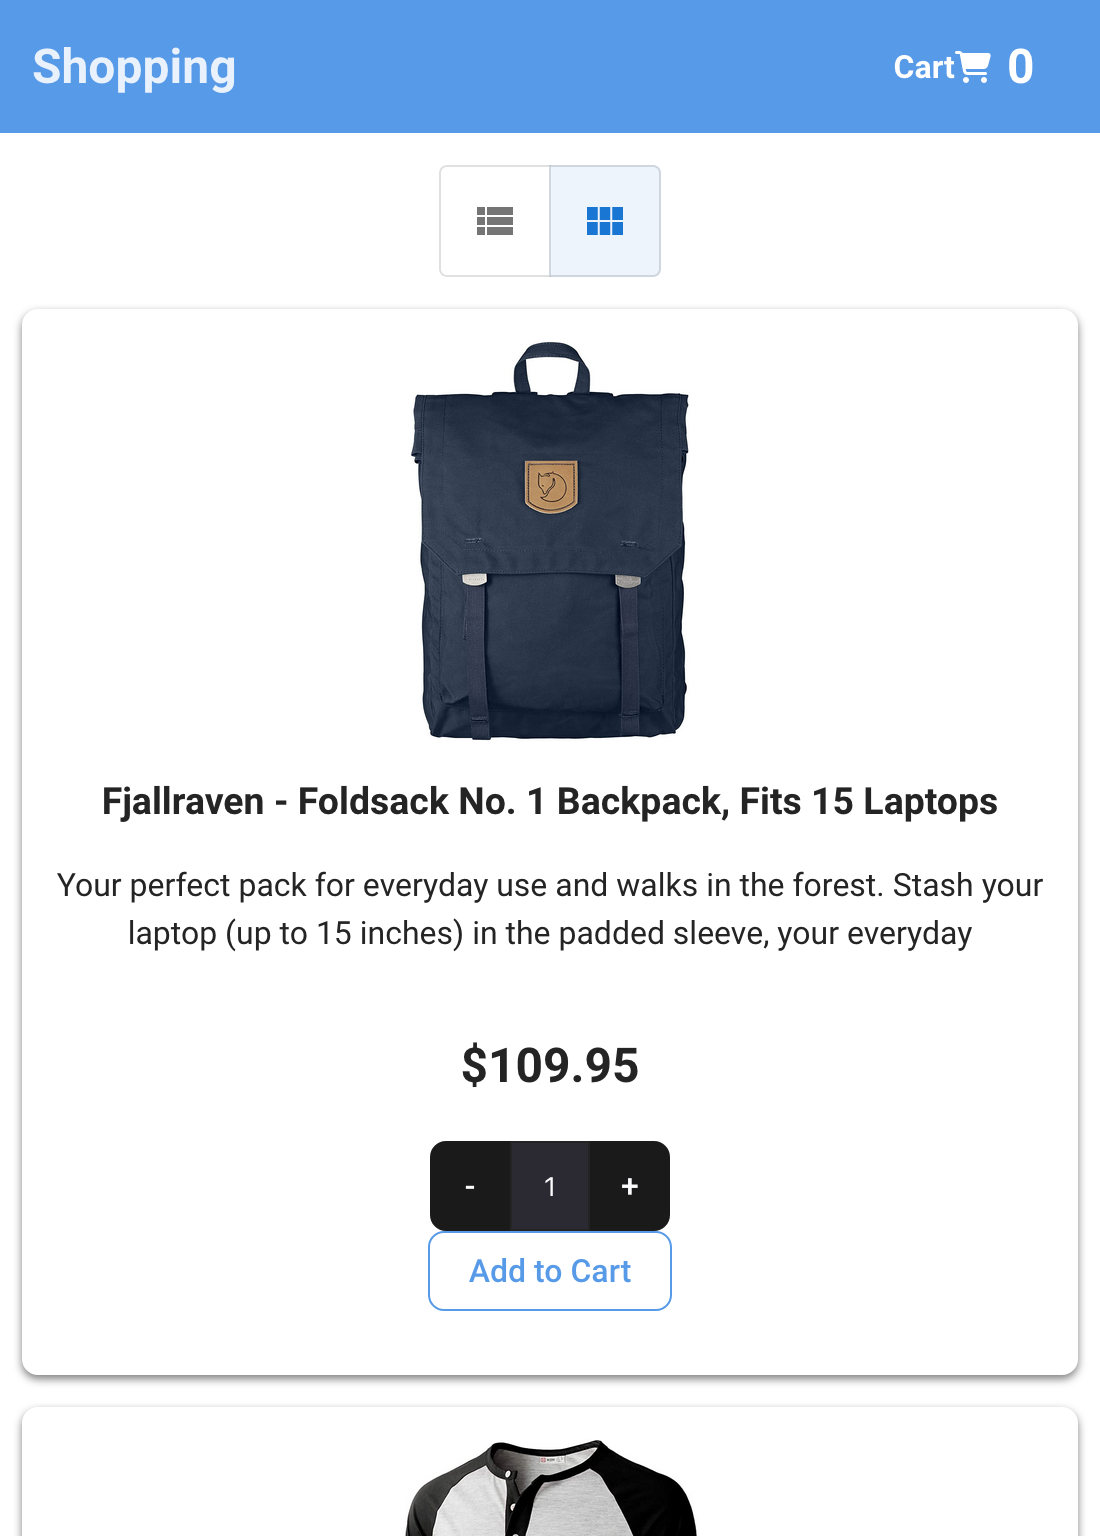 Shopping
Cart 0
Fjallraven - Foldsack No. 1 Backpack, Fits 15 Laptops
Your perfect pack for everyday use and walks in the forest. Stash your
laptop (up to 15 inches) in the padded sleeve, your everyday
$109.95
- 1 +
Add to Cart